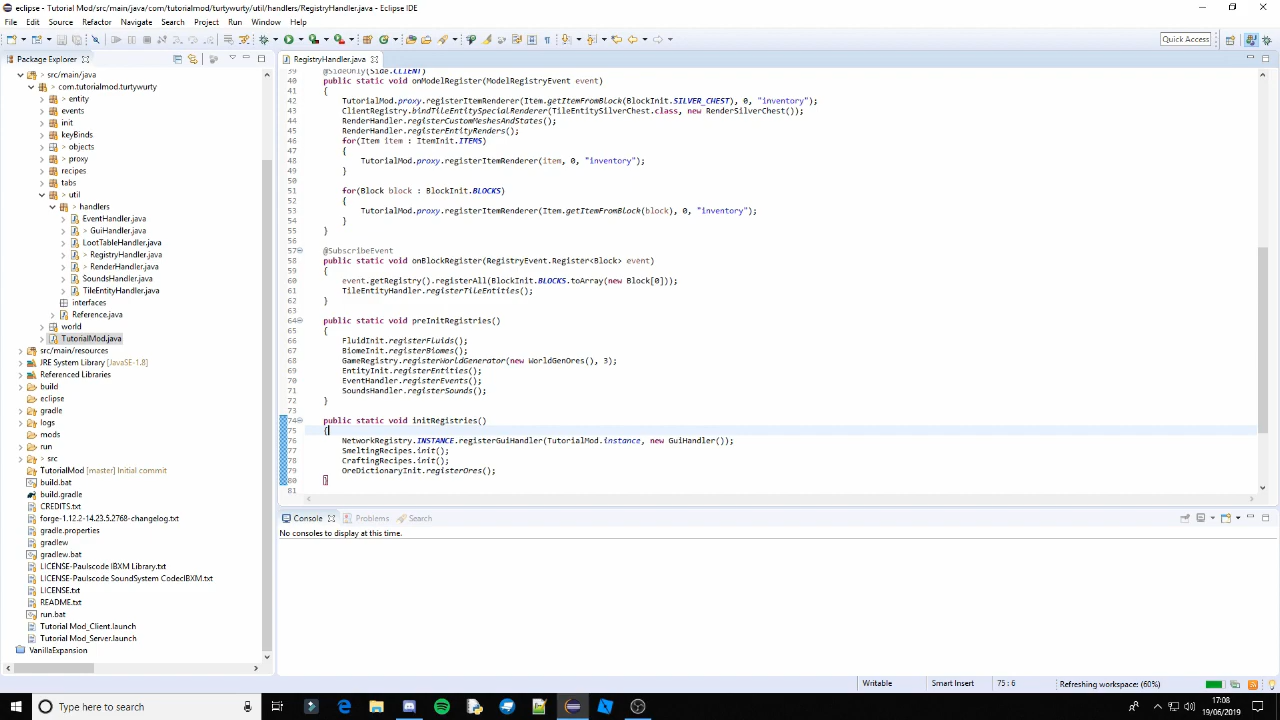 eclipse - Tutorial Mod/src/main/java/com/tutorialmod/turtywurty/util/handlers/RegistryHandler.java - Eclipse IDE
File Edit Source Refactor Navigate Search Project Run Window Help
Quick Access
Package Explorer
RegistryHandler.java
src/main/java
com.tutorialmod.turtywurty
> entity
> events
init
keyBinds
> objects
> proxy
recipes
tabs
> util
> handlers
EventHandler.java
> GuiHandler.java
LootTableHandler.java
> RegistryHandler.java
> RenderHandler.java
SoundsHandler.java
TileEntityHandler.java
interfaces
Reference.java
world
TutorialMod.java
src/main/resources
JRE System Library [JavaSE-1.8]
Referenced Libraries
build
eclipse
gradle
logs
mods
run
> src
TutorialMod [master] Initial commit
build.bat
build.gradle
CREDITS.txt
forge-1.12.2-14.23.5.2768-changelog.txt
gradle.properties
gradlew
gradlew.bat
LICENSE-Paulscode IBXM Library.txt
LICENSE-Paulscode SoundSystem CodecIBXM.txt
LICENSE.txt
README.txt
run.bat
Tutorial Mod_Client.launch
Tutorial Mod_Server.launch
VanillaExpansion
39 @SideOnly(Side.CLIENT)
40 public static void onModelRegister(ModelRegistryEvent event)
41 {
42 TutorialMod.proxy.registerItemRenderer(Item.getItemFromBlock(BlockInit.SILVER_CHEST), 0, "inventory");
43 ClientRegistry.bindTileEntitySpecialRenderer(TileEntitySilverChest.class, new RenderSilverChest());
44 RenderHandler.registerCustomMeshesAndStates();
45 RenderHandler.registerEntityRenders();
46 for(Item item : ItemInit.ITEMS)
47 {
48 TutorialMod.proxy.registerItemRenderer(item, 0, "inventory");
49 }
50
51 for(Block block : BlockInit.BLOCKS)
52 {
53 TutorialMod.proxy.registerItemRenderer(Item.getItemFromBlock(block), 0, "inventory");
54 }
55 }
56
57 @SubscribeEvent
58 public static void onBlockRegister(RegistryEvent.Register<Block> event)
59 {
60 event.getRegistry().registerAll(BlockInit.BLOCKS.toArray(new Block[0]));
61 TileEntityHandler.registerTileEntities();
62 }
63
64 public static void preInitRegistries()
65 {
66 FluidInit.registerFluids();
67 BiomeInit.registerBiomes();
68 GameRegistry.registerWorldGenerator(new WorldGenOres(), 3);
69 EntityInit.registerEntities();
70 EventHandler.registerEvents();
71 SoundsHandler.registerSounds();
72 }
73
74 public static void initRegistries()
75 {
76 NetworkRegistry.INSTANCE.registerGuiHandler(TutorialMod.instance, new GuiHandler());
77 SmeltingRecipes.init();
78 CraftingRecipes.init();
79 OreDictionaryInit.registerOres();
80 }
81
Console Problems Search
No consoles to display at this time.
Writable Smart Insert 75 : 6 Refreshing workspace: (60%)
Type here to search
17:08
19/06/2019